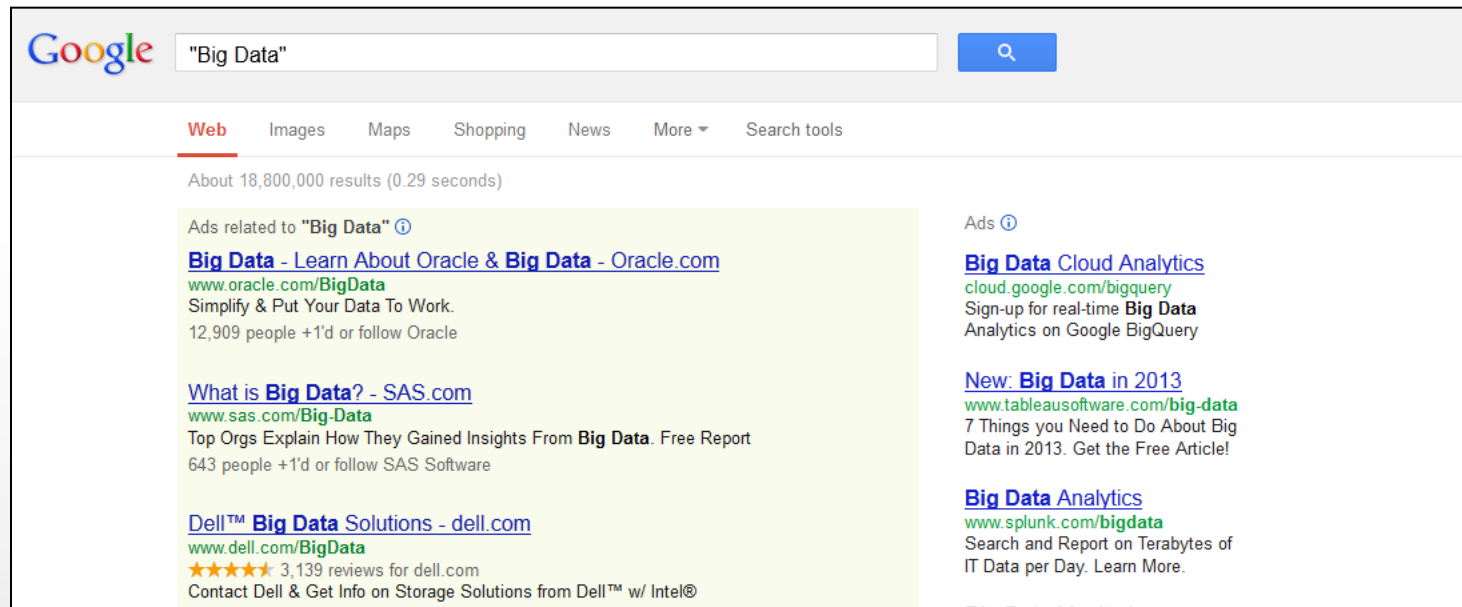 Google
"Big Data"
Web Images Maps Shopping News More Search tools
About 18,800,000 results (0.29 seconds)
Ads related to "Big Data"
Big Data - Learn About Oracle & Big Data - Oracle.com
www.oracle.com/BigData
Simplify & Put Your Data To Work.
12,909 people +1'd or follow Oracle
What is Big Data? - SAS.com
www.sas.com/Big-Data
Top Orgs Explain How They Gained Insights From Big Data. Free Report
643 people +1'd or follow SAS Software
Dell™ Big Data Solutions - dell.com
www.dell.com/BigData
3,139 reviews for dell.com
Contact Dell & Get Info on Storage Solutions from Dell™ w/ Intel®
Ads
Big Data Cloud Analytics
cloud.google.com/bigquery
Sign-up for real-time Big Data
Analytics on Google BigQuery
New: Big Data in 2013
www.tableausoftware.com/big-data
7 Things you Need to Do About Big
Data in 2013. Get the Free Article!
Big Data Analytics
www.splunk.com/bigdata
Search and Report on Terabytes of
IT Data per Day. Learn More.